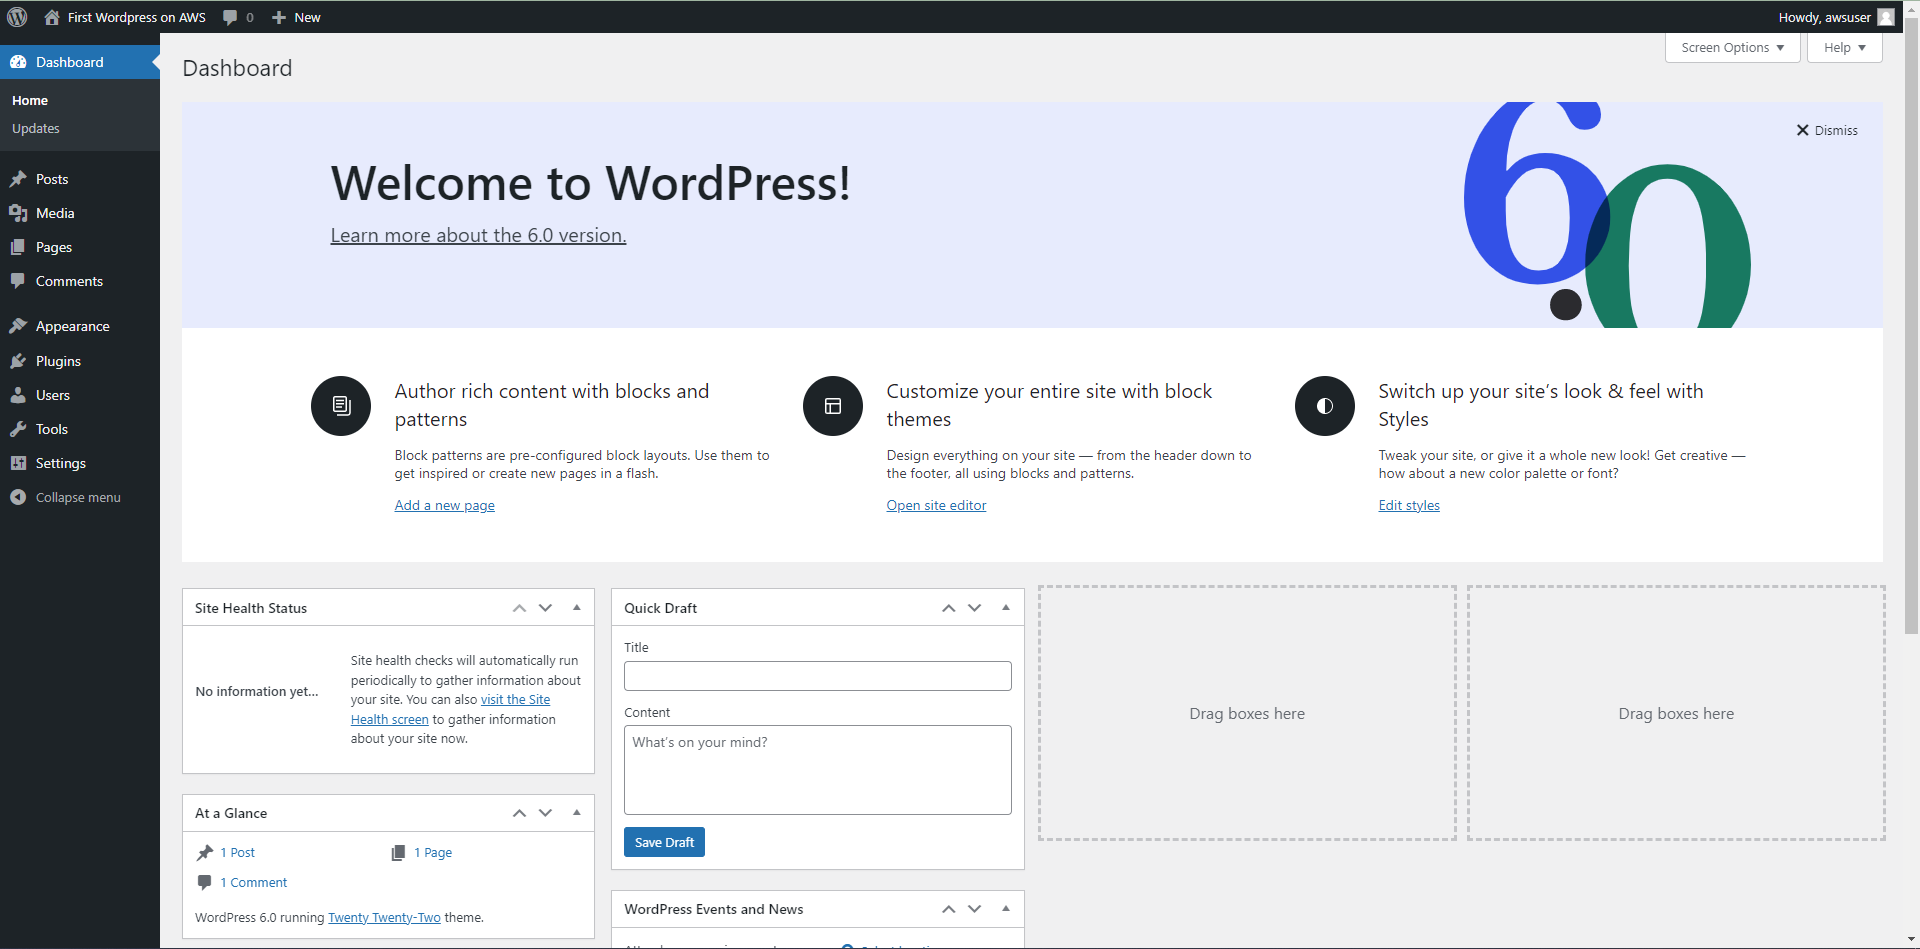 First Wordpress on AWS
0
New
Howdy, awsuser
Dashboard
Home
Updates
Posts
Media
Pages
Comments
Appearance
Plugins
Users
Tools
Settings
Collapse menu
Screen Options
Help
Dashboard
Dismiss
Welcome to WordPress!
Learn more about the 6.0 version.
6.0
Author rich content with blocks and
patterns
Block patterns are pre-configured block layouts. Use them to
get inspired or create new pages in a flash.
Add a new page
Customize your entire site with block
themes
Design everything on your site — from the header down to
the footer, all using blocks and patterns.
Open site editor
Switch up your site’s look & feel with
Styles
Tweak your site, or give it a whole new look! Get creative —
how about a new color palette or font?
Edit styles
Site Health Status
No information yet...
Site health checks will automatically run
periodically to gather information about
your site. You can also visit the Site
Health screen to gather information
about your site now.
At a Glance
1 Post
1 Page
1 Comment
WordPress 6.0 running Twenty Twenty-Two theme.
Quick Draft
Title
Content
What’s on your mind?
Save Draft
WordPress Events and News
Drag boxes here
Drag boxes here